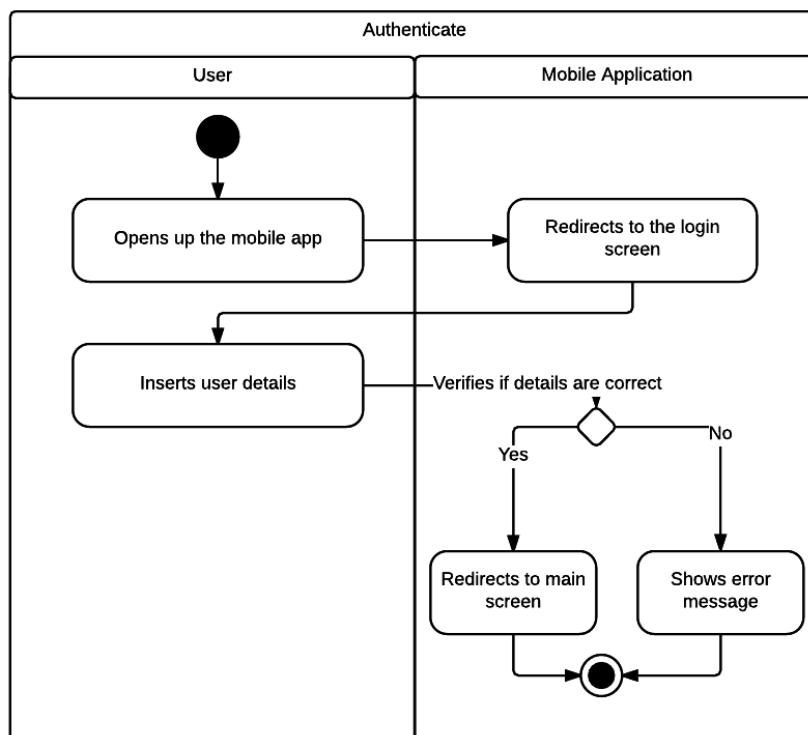 Authenticate
User
Mobile Application
Opens up the mobile app
Redirects to the login
screen
Inserts user details
Verifies if details are correct
Yes
No
Redirects to main
screen
Shows error
message